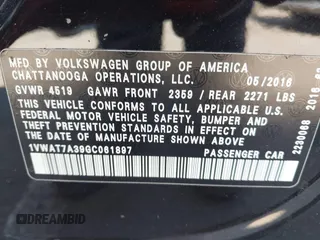 MFD BY VOLKSWAGEN GROUP OF AMERICA
CHATTANOOGA OPERATIONS, LLC. 05/2016
GVWR 4519 GAWR FRONT 2359 / REAR 2271 LBS
THIS VEHICLE CONFORMS TO ALL APPLICABLE U.S.
FEDERAL MOTOR VEHICLE SAFETY, BUMPER AND
THEFT PREVENTION STANDARDS IN EFFECT ON
THE DATE OF MANUFACTURE SHOWN ABOVE
1VWAT7A39GC061897 PASSENGER CAR
2230068 2016
DREAMBID